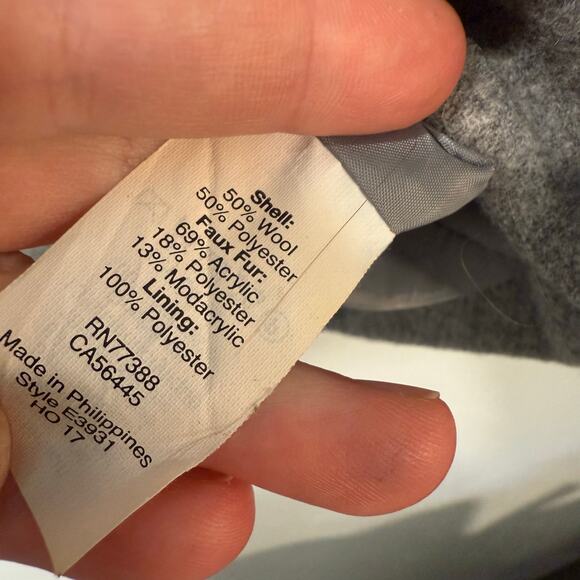 Shell:
50% Wool
50% Polyester
Faux Fur:
69% Acrylic
18% Polyester
13% Modacrylic
Lining:
100% Polyester
RN77388
CA56445
Made in Philippines
Style E3931
HO 17